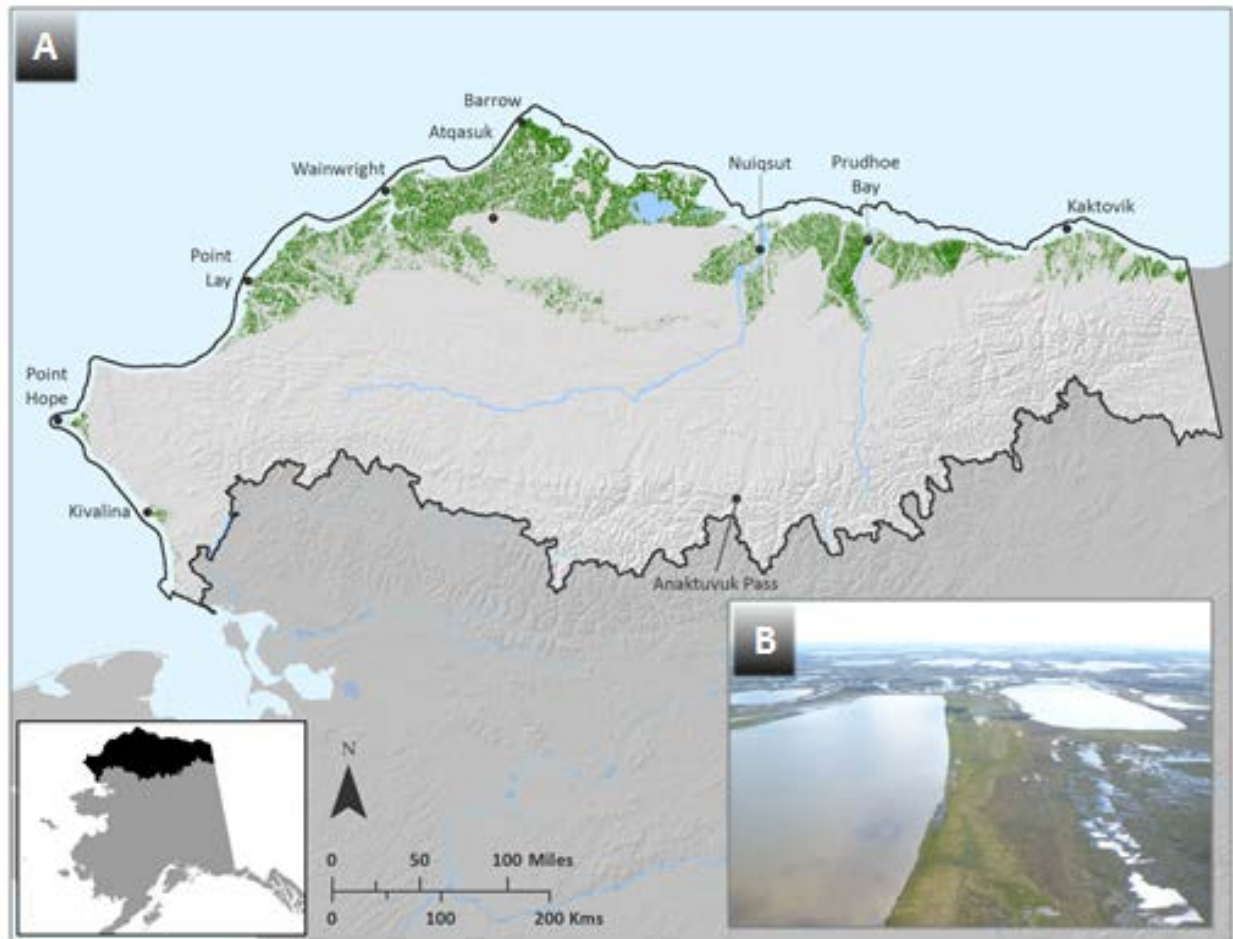 A
Barrow
Atqasuk
Wainwright
Nuiqsut
Prudhoe
Bay
Kaktovik
Point
Lay
Point
Hope
Kivalina
Anaktuvuk Pass
B
N
0 50 100 Miles
0 100 200 Kms